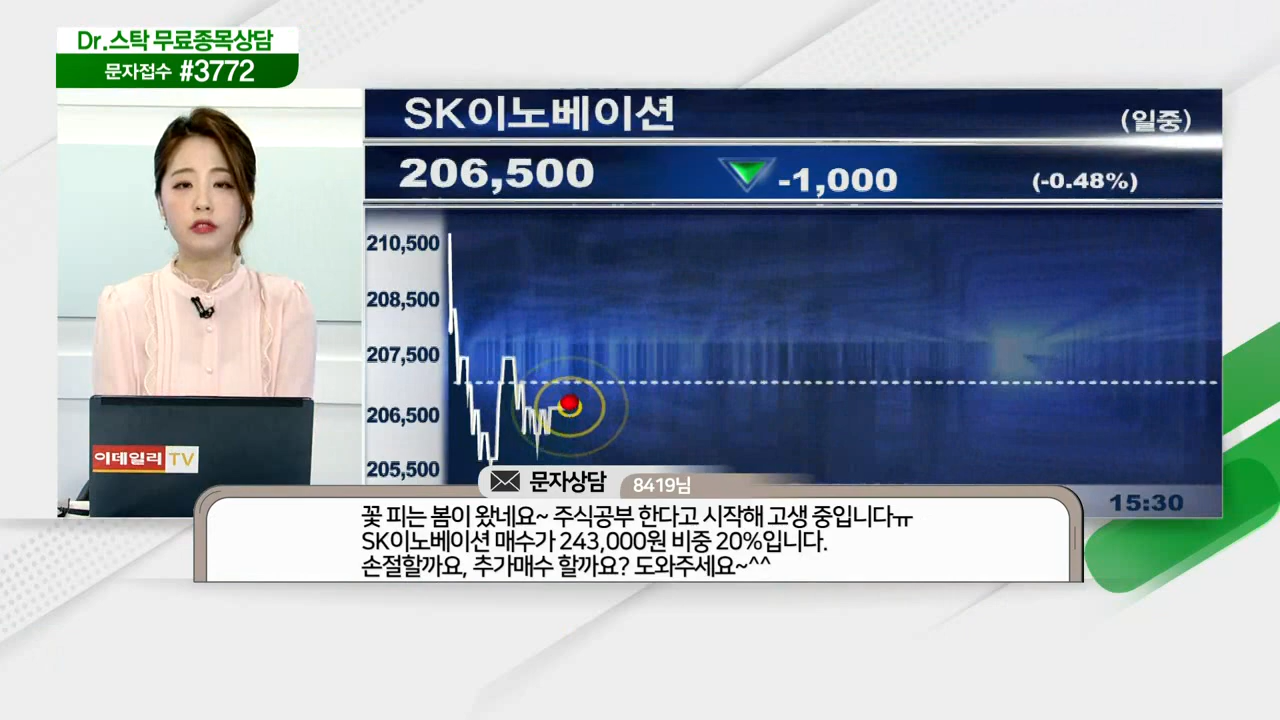 Dr.스탁 무료종목상담
문자접수 #3772
SK이노베이션 (일중)
206,500 -1,000 (-0.48%)
210,500
208,500
207,500
206,500
205,500
15:30
이데일리 TV
문자상담 8419님
꽃 피는 봄이 왔네요~ 주식공부 한다고 시작해 고생 중입니다ㅠ
SK이노베이션 매수가 243,000원 비중 20%입니다.
손절할까요, 추가매수 할까요? 도와주세요~^^